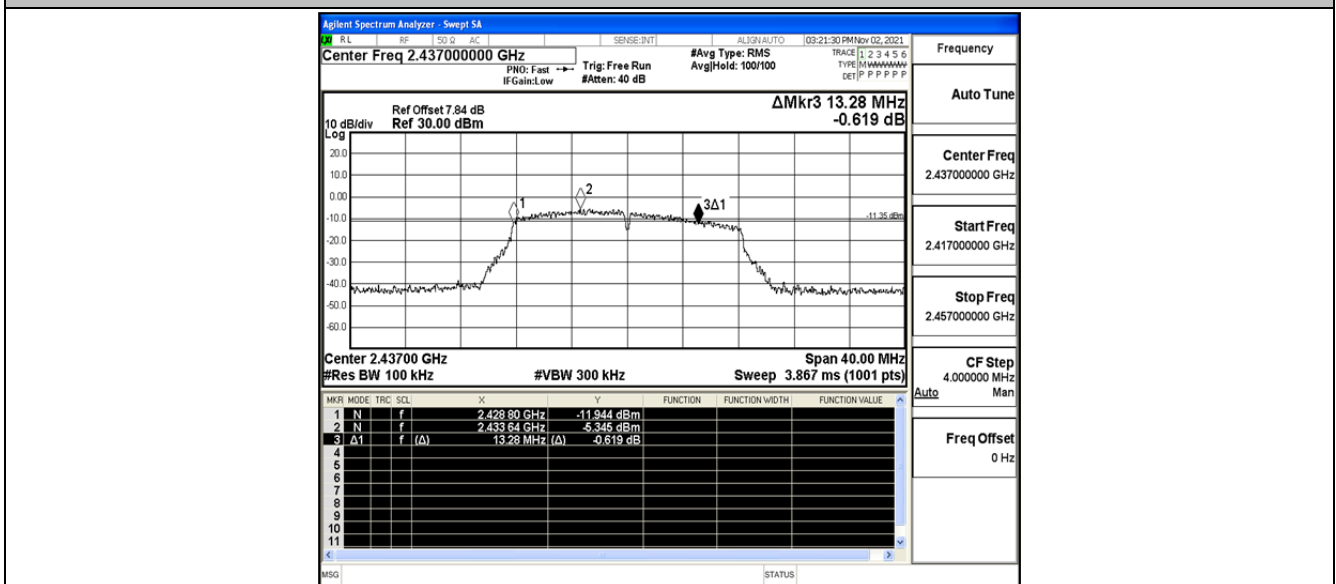 Agilent Spectrum Analyzer - Swept SA
RL RF 50 Ω AC SENSE:INT ALIGN AUTO 03:21:30 PM Nov 02, 2021
Center Freq 2.437000000 GHz
PNO: Fast
IFGain:Low
Trig: Free Run
#Atten: 40 dB
#Avg Type: RMS
Avg|Hold: 100/100
TRACE 1 2 3 4 5 6
TYPE M WWWWW
DET P P P P P P
Ref Offset 7.84 dB
10 dB/div Ref 30.00 dBm
Log
ΔMkr3 13.28 MHz
-0.619 dB
20.0
10.0
0.00
-10.0
-20.0
-30.0
-40.0
-50.0
-60.0
1
2
3Δ1
-11.35 dBm
Center 2.43700 GHz Span 40.00 MHz
#Res BW 100 kHz #VBW 300 kHz Sweep 3.867 ms (1001 pts)
MKR MODE TRC SCL X Y FUNCTION FUNCTION WIDTH FUNCTION VALUE
1 N f 2.428 80 GHz -11.944 dBm
2 N f 2.433 64 GHz -5.345 dBm
3 Δ1 f (Δ) 13.28 MHz (Δ) -0.619 dB
4
5
6
7
8
9
10
11
MSG STATUS
Frequency
Auto Tune
Center Freq
2.437000000 GHz
Start Freq
2.417000000 GHz
Stop Freq
2.457000000 GHz
CF Step
4.000000 MHz
Auto Man
Freq Offset
0 Hz